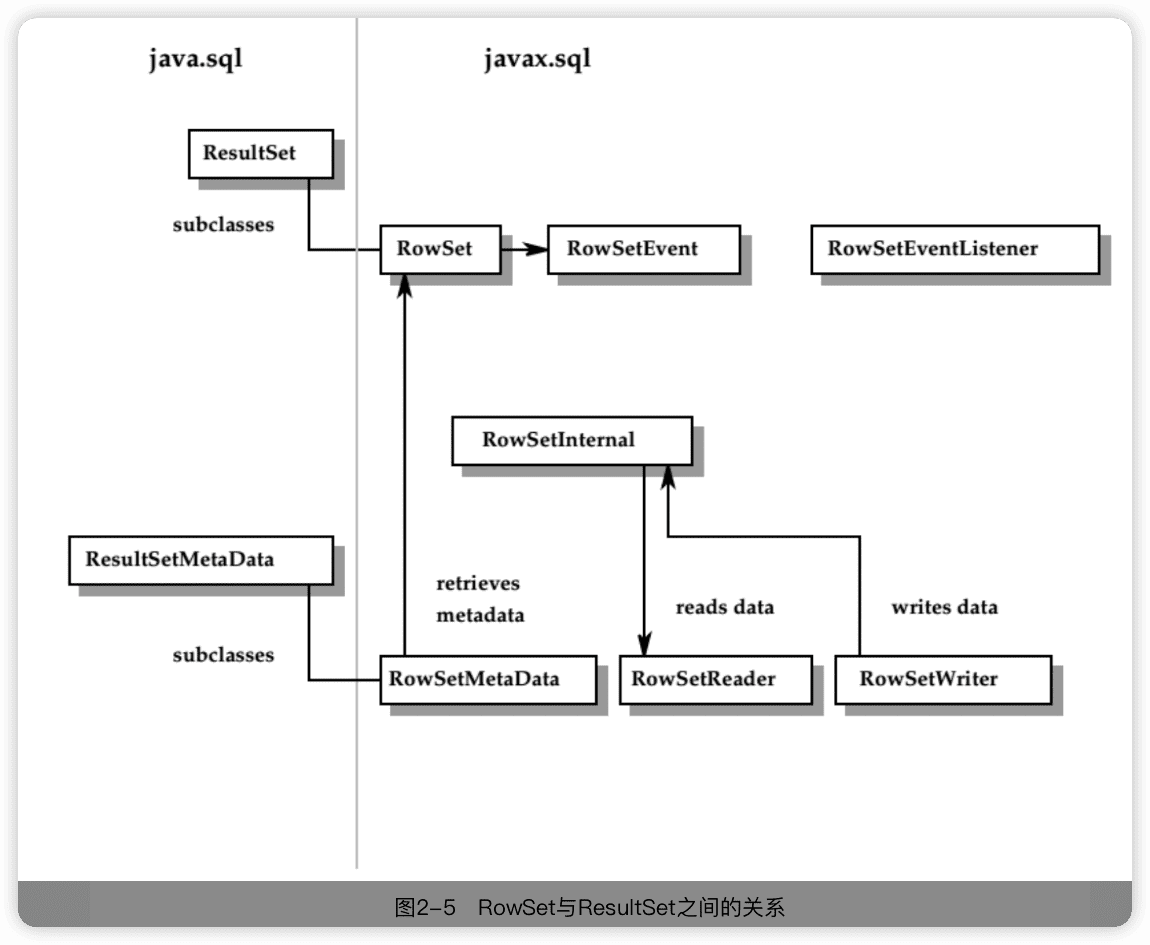 java.sql
javax.sql
ResultSet
subclasses
RowSet
RowSetEvent
RowSetEventListener
RowSetInternal
ResultSetMetaData
retrieves
metadata
reads data
writes data
subclasses
RowSetMetaData
RowSetReader
RowSetWriter
图2-5 RowSet与ResultSet之间的关系